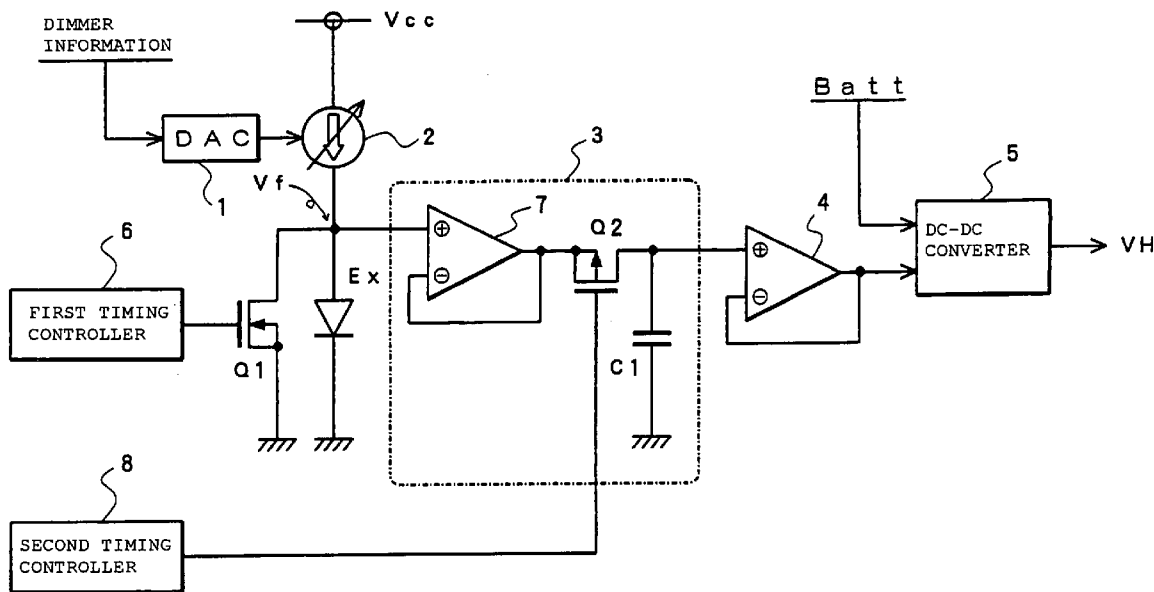 DIMMER
INFORMATION
Vcc
DAC
1
2
Vf
Batt
3
5
7
Q2
4
DC-DC
CONVERTER
VH
6
Ex
FIRST TIMING
CONTROLLER
Q1
C1
8
SECOND TIMING
CONTROLLER